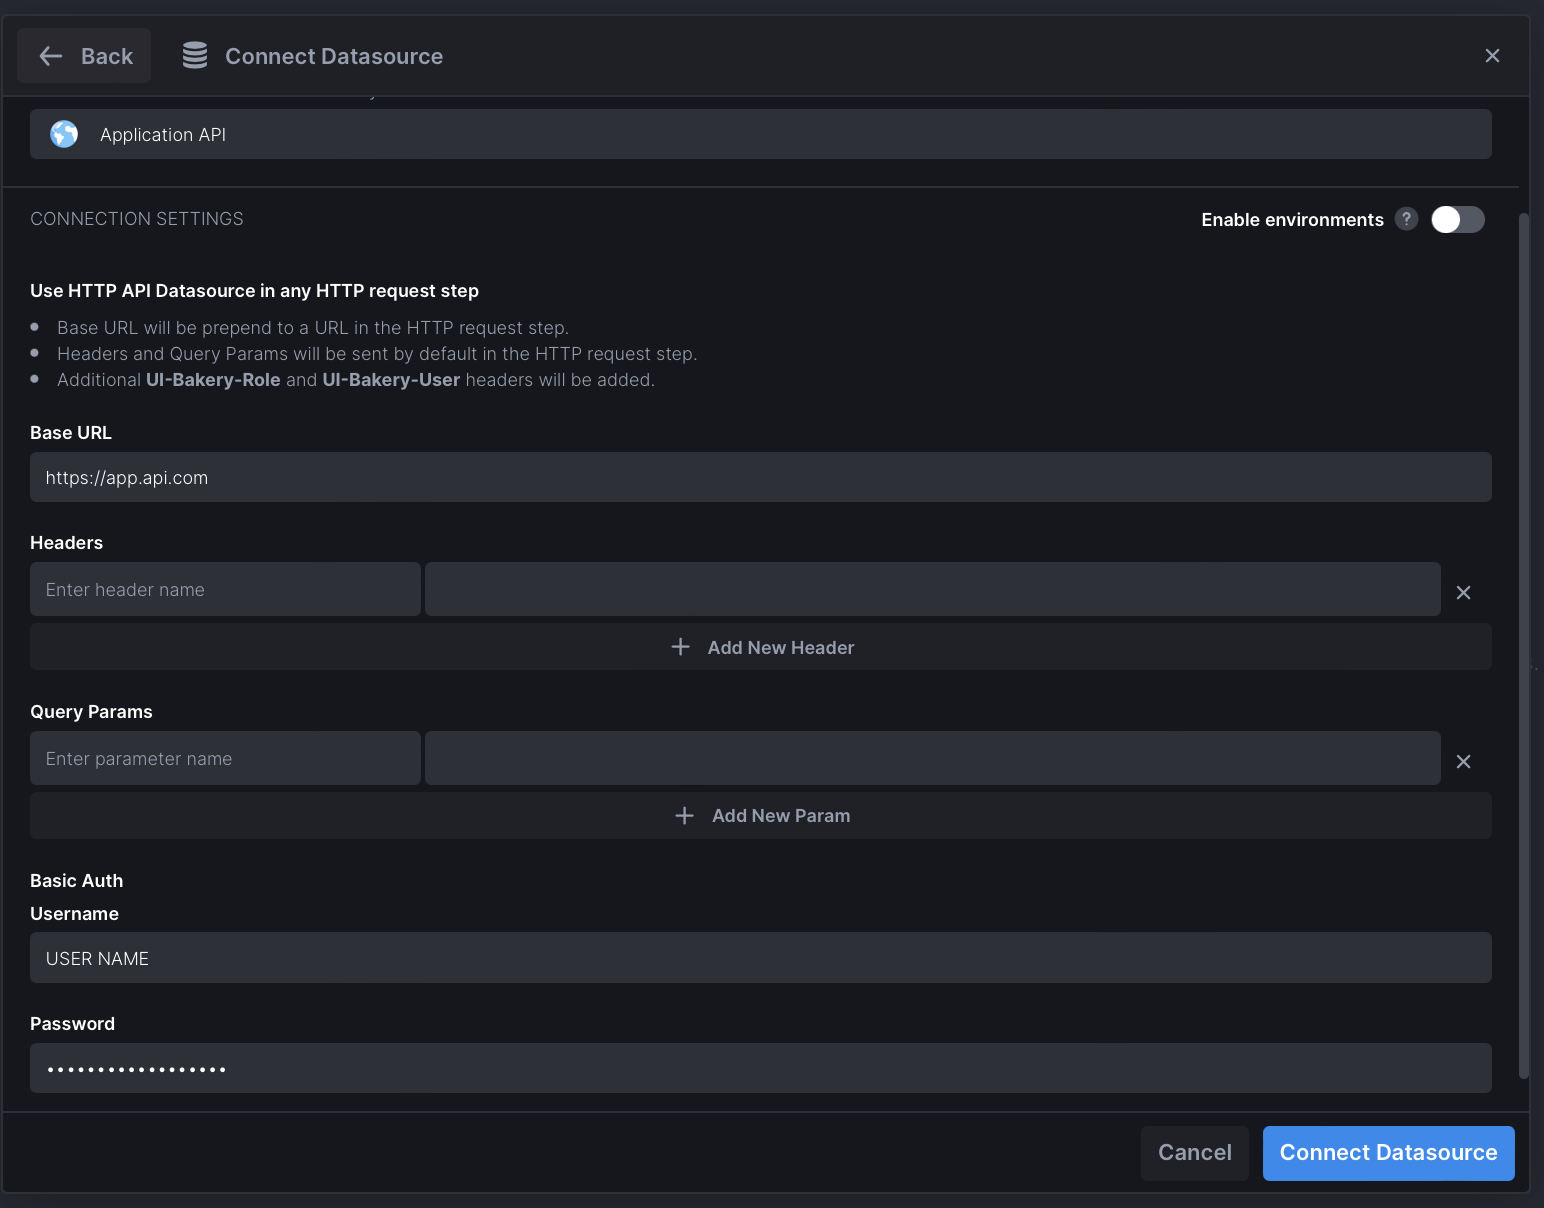 Back
Connect Datasource
Application API
CONNECTION SETTINGS
Enable environments ?
Use HTTP API Datasource in any HTTP request step
Base URL will be prepend to a URL in the HTTP request step.
Headers and Query Params will be sent by default in the HTTP request step.
Additional UI-Bakery-Role and UI-Bakery-User headers will be added.
Base URL
https://app.api.com
Headers
Enter header name
Add New Header
Query Params
Enter parameter name
Add New Param
Basic Auth
Username
USER NAME
Password
••••••••••••••••••
Cancel
Connect Datasource